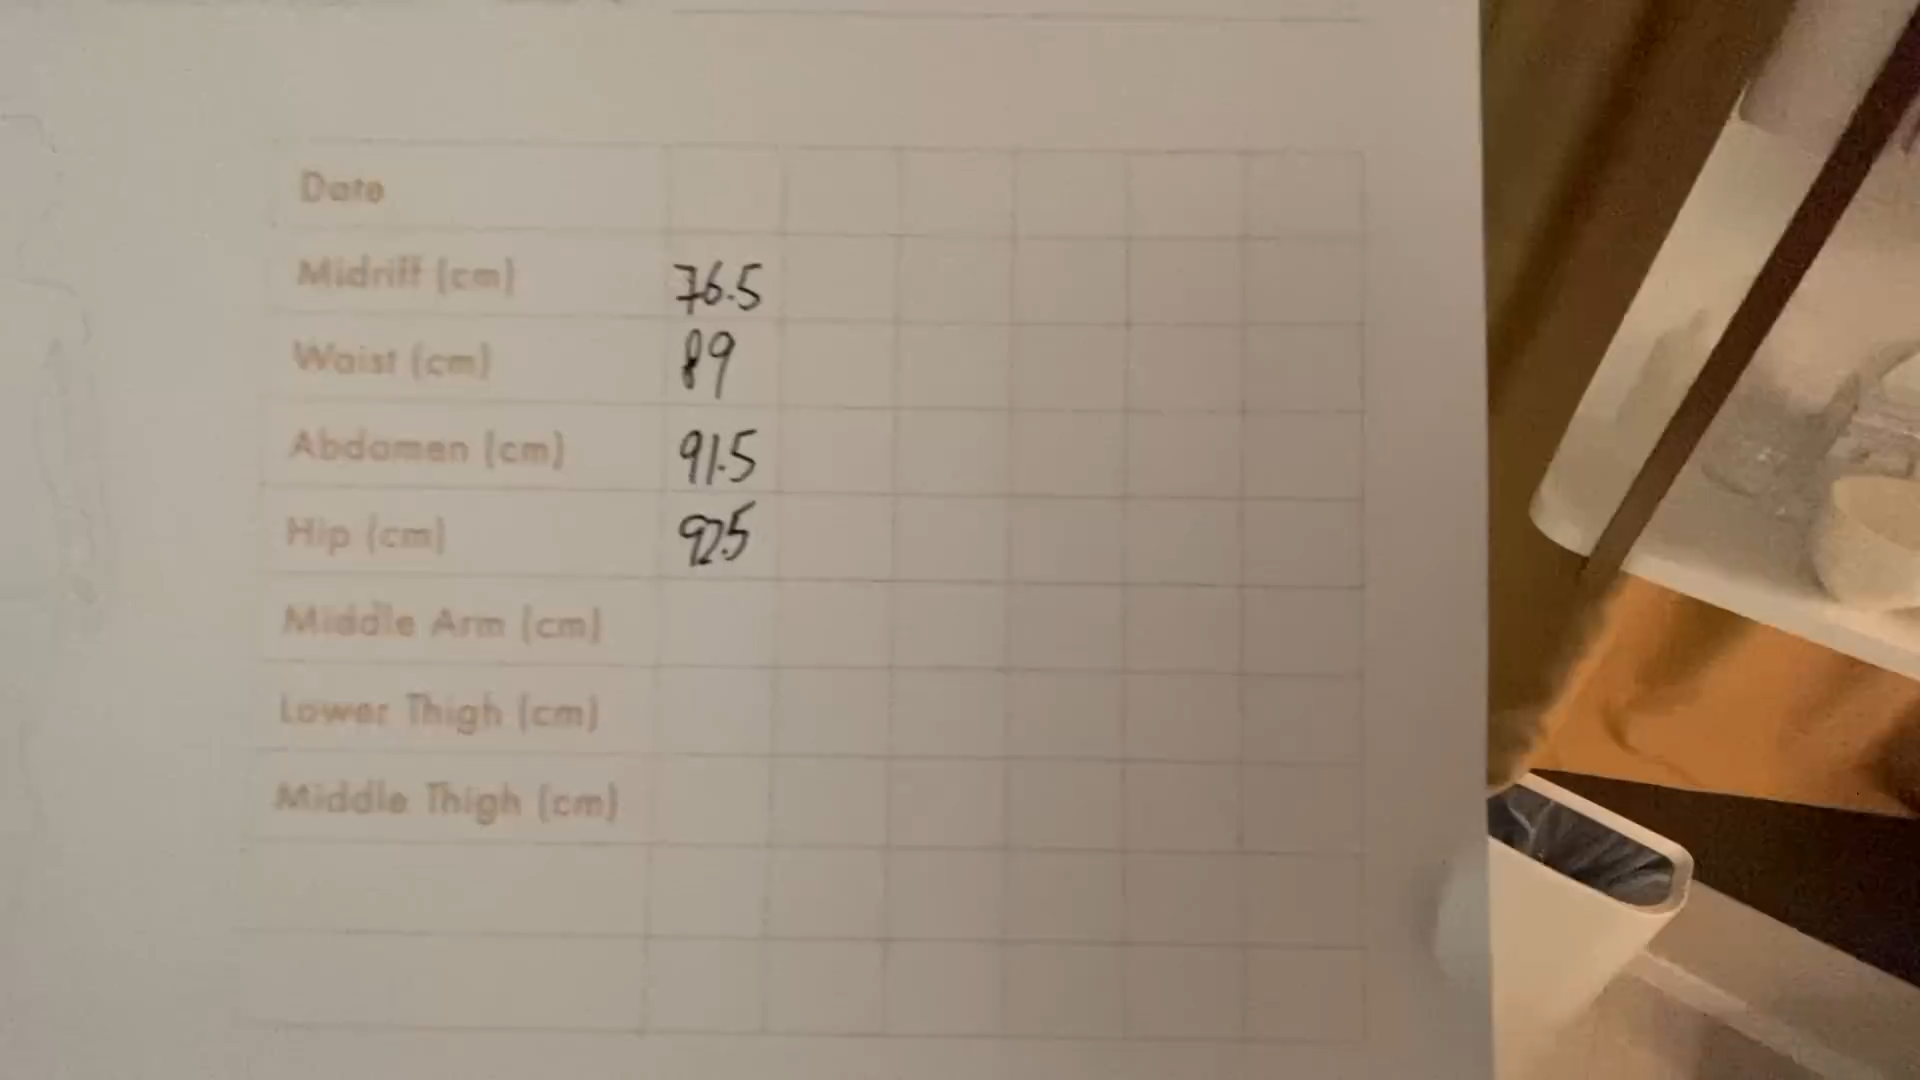 Date
Midriff (cm) 76.5
Waist (cm) 89
Abdomen (cm) 91.5
Hip (cm) 92.5
Middle Arm (cm)
Lower Thigh (cm)
Middle Thigh (cm)